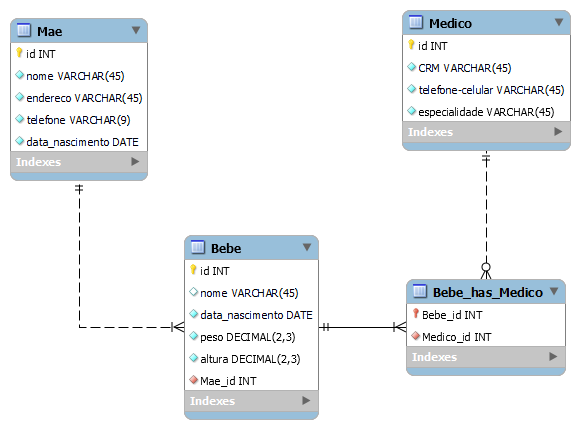 Mae
id INT
nome VARCHAR(45)
endereco VARCHAR(45)
telefone VARCHAR(9)
data_nascimento DATE
Indexes
Medico
id INT
CRM VARCHAR(45)
telefone-celular VARCHAR(45)
especialidade VARCHAR(45)
Indexes
Bebe
id INT
nome VARCHAR(45)
data_nascimento DATE
peso DECIMAL(2,3)
altura DECIMAL(2,3)
Mae_id INT
Indexes
Bebe_has_Medico
Bebe_id INT
Medico_id INT
Indexes